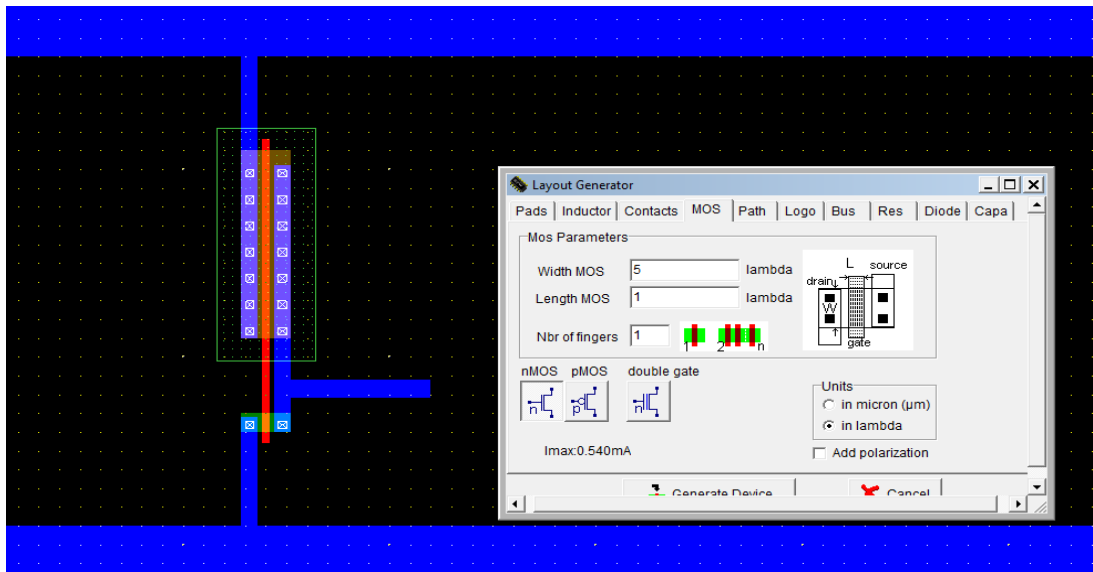 Layout Generator
Pads Inductor Contacts MOS Path Logo Bus Res Diode Capa
Mos Parameters
Width MOS 5 lambda
Length MOS 1 lambda
Nbr of fingers 1
1 2 n
L source
drain
W
gate
nMOS pMOS double gate
n p n
Units
in micron (µm)
in lambda
Imax:0.540mA
Add polarization
Generate Device Cancel